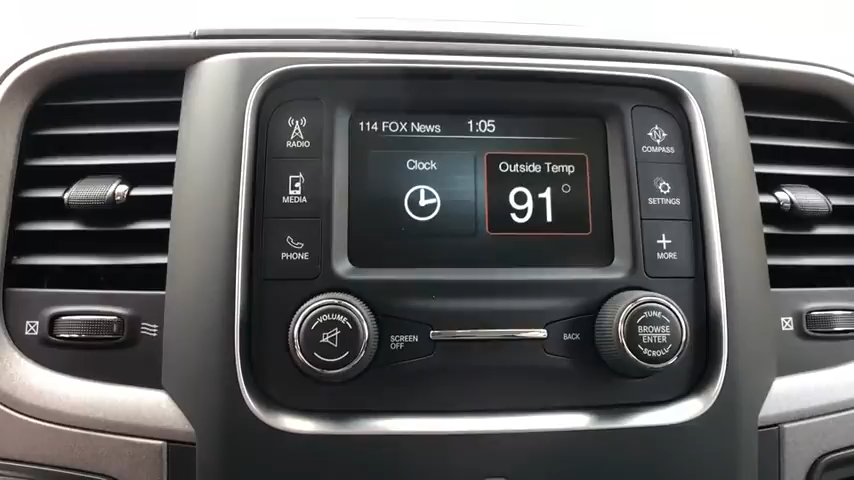 114 FOX News 1:05
Clock
Outside Temp
91°
RADIO
MEDIA
PHONE
COMPASS
SETTINGS
MORE
VOLUME
SCREEN
OFF
BACK
TUNE
BROWSE
ENTER
SCROLL